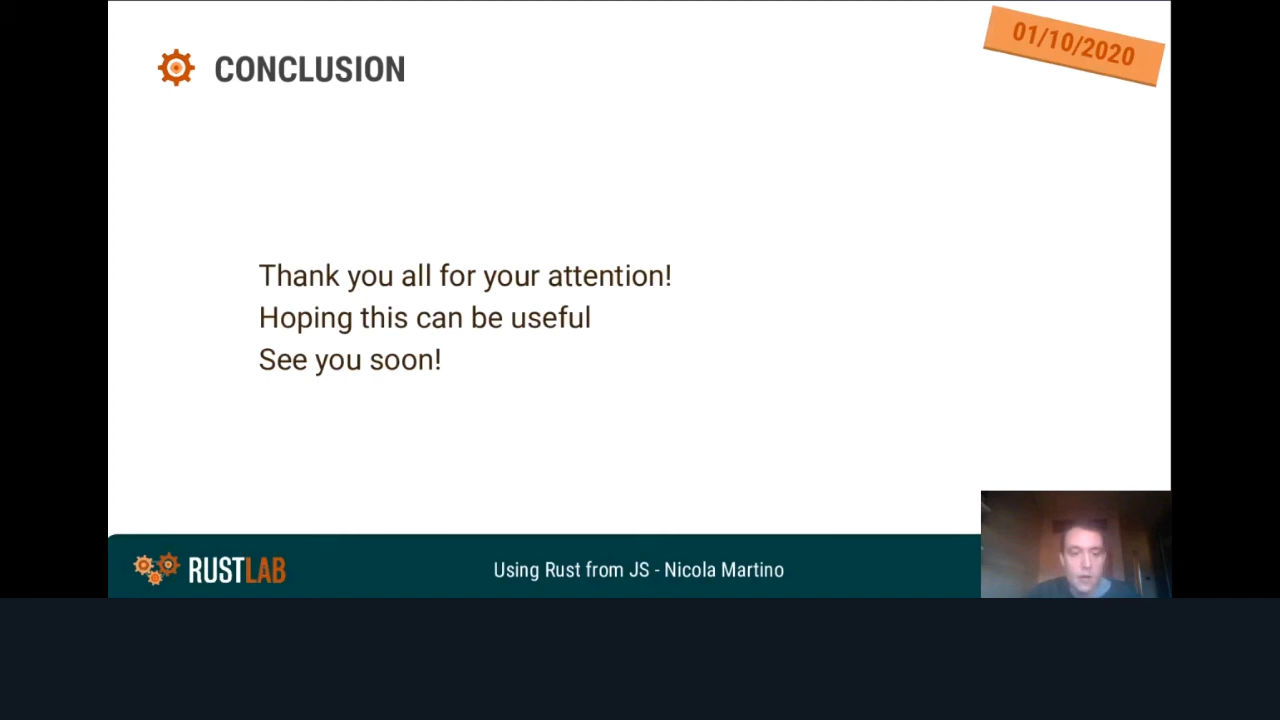 CONCLUSION
01/10/2020
Thank you all for your attention!
Hoping this can be useful
See you soon!
RUSTLAB
Using Rust from JS - Nicola Martino